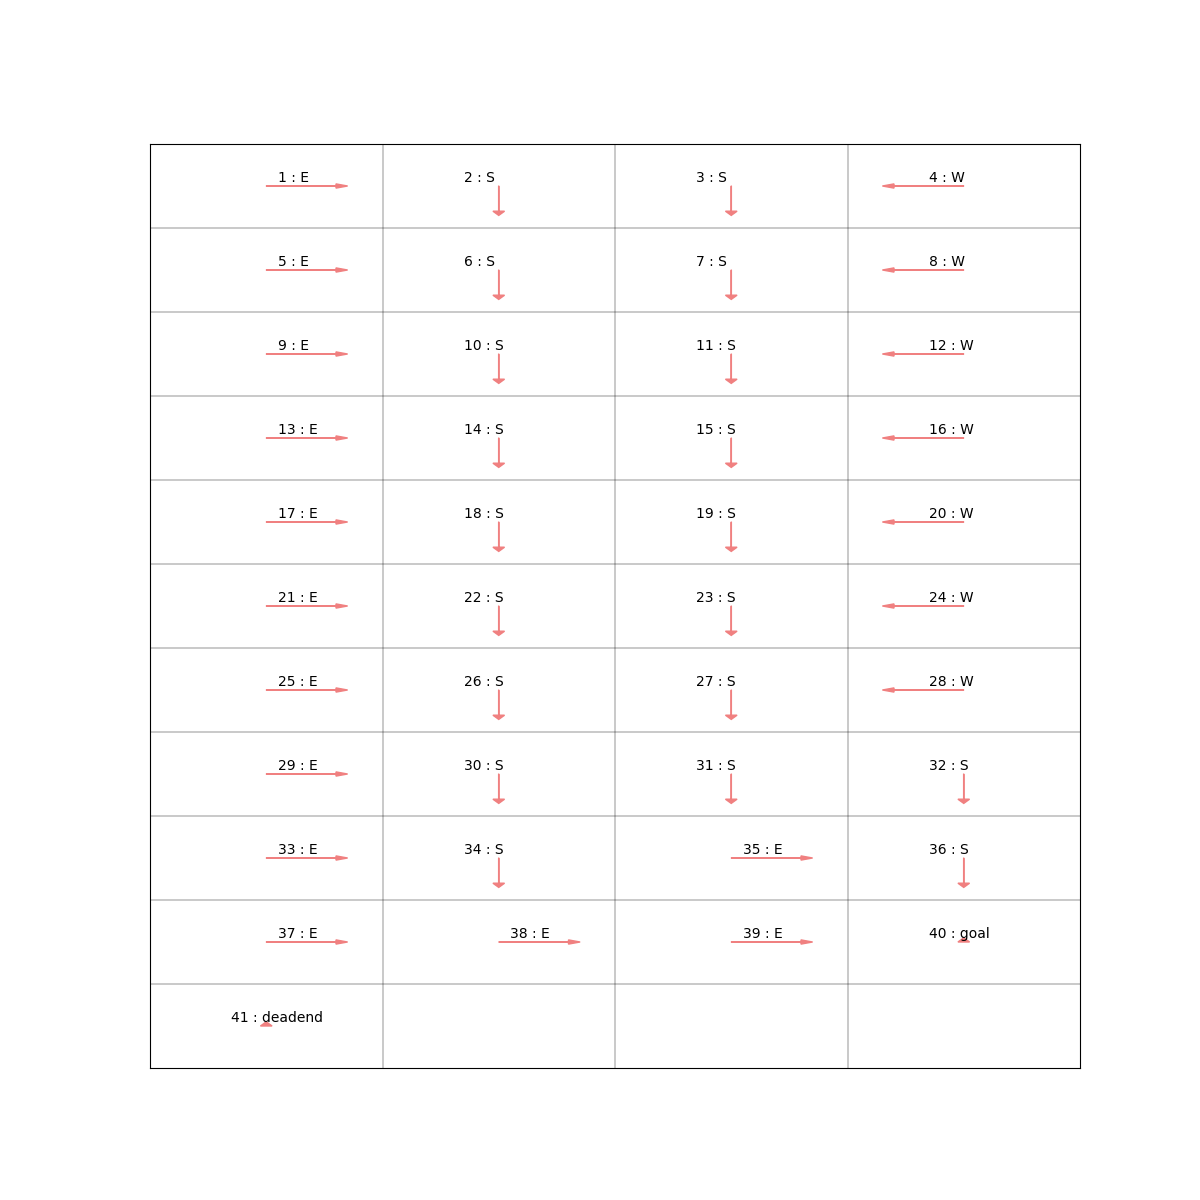 1 : E 2 : S 3 : S 4 : W
5 : E 6 : S 7 : S 8 : W
9 : E 10 : S 11 : S 12 : W
13 : E 14 : S 15 : S 16 : W
17 : E 18 : S 19 : S 20 : W
21 : E 22 : S 23 : S 24 : W
25 : E 26 : S 27 : S 28 : W
29 : E 30 : S 31 : S 32 : S
33 : E 34 : S 35 : E 36 : S
37 : E 38 : E 39 : E 40 : goal
41 : deadend